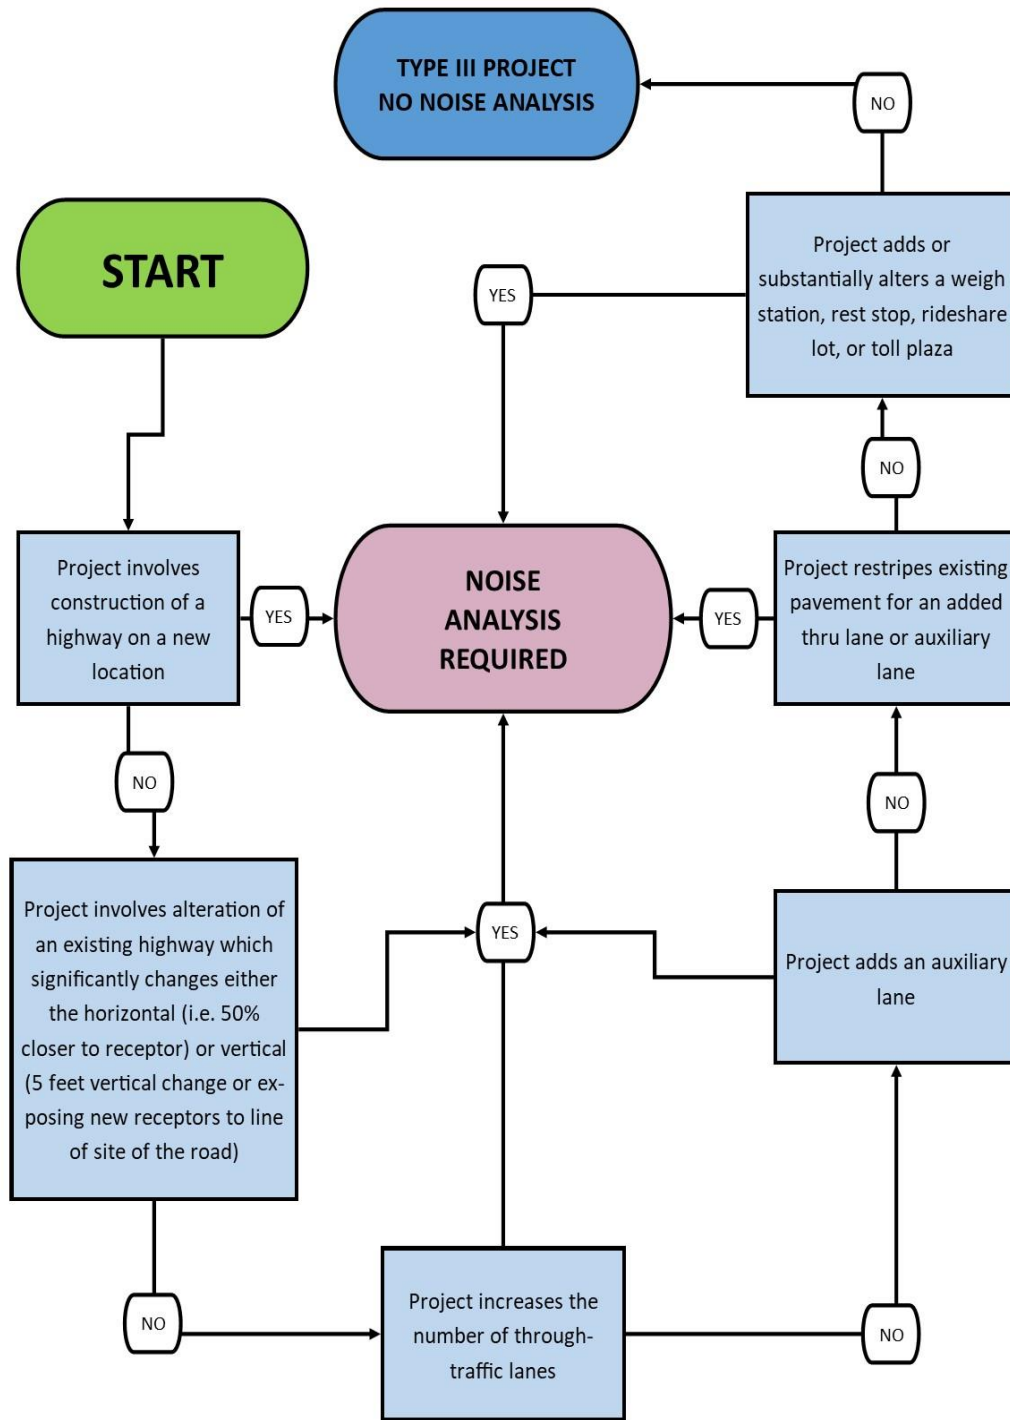 TYPE III PROJECT
NO NOISE ANALYSIS
NO
START
Project adds or
substantially alters a weigh
station, rest stop, rideshare
lot, or toll plaza
YES
NO
Project involves
construction of a
highway on a new
location
YES
NOISE
ANALYSIS
REQUIRED
YES
Project restripes existing
pavement for an added
thru lane or auxiliary
lane
NO
NO
Project involves alteration of
an existing highway which
significantly changes either
the horizontal (i.e. 50%
closer to receptor) or vertical
(5 feet vertical change or ex-
posing new receptors to line
of site of the road)
YES
Project adds an auxiliary
lane
NO
Project increases the
number of through-
traffic lanes
NO